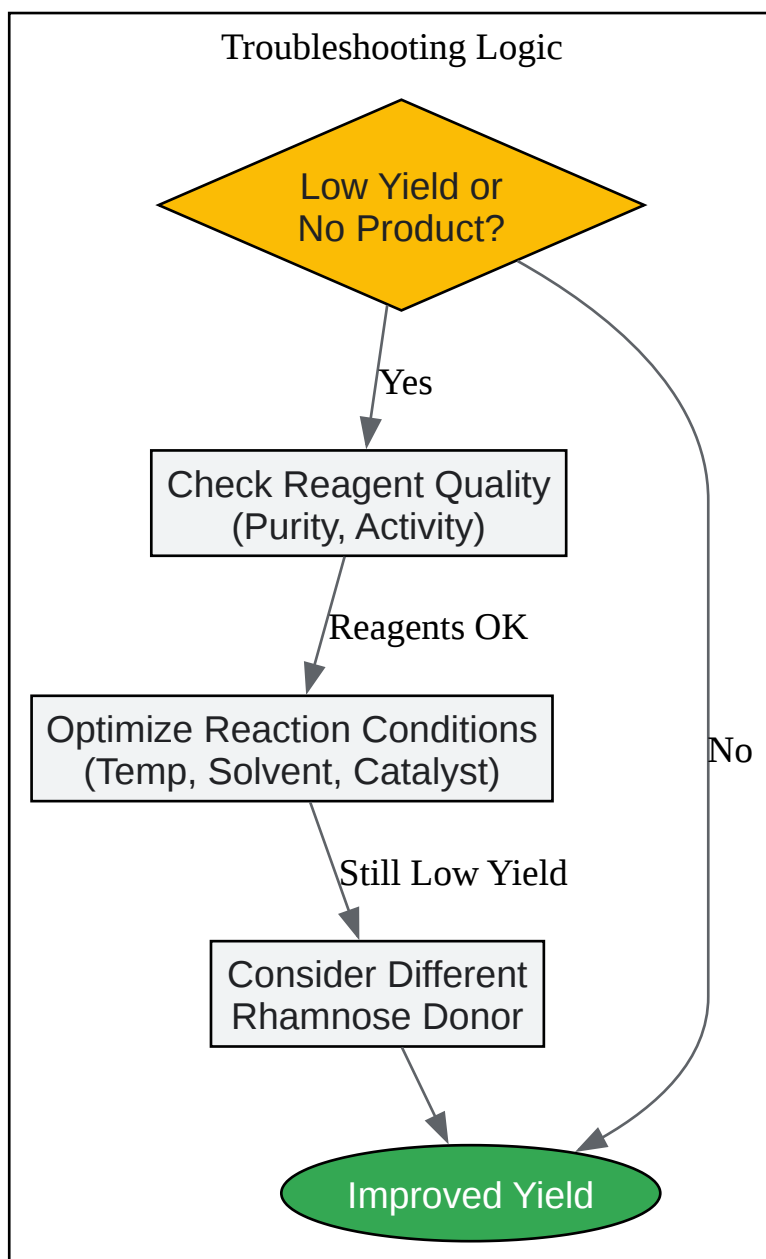 Troubleshooting Logic
Low Yield or
No Product?
Yes
Check Reagent Quality
(Purity, Activity)
Reagents OK
Optimize Reaction Conditions
(Temp, Solvent, Catalyst)
No
Still Low Yield
Consider Different
Rhamnose Donor
Improved Yield